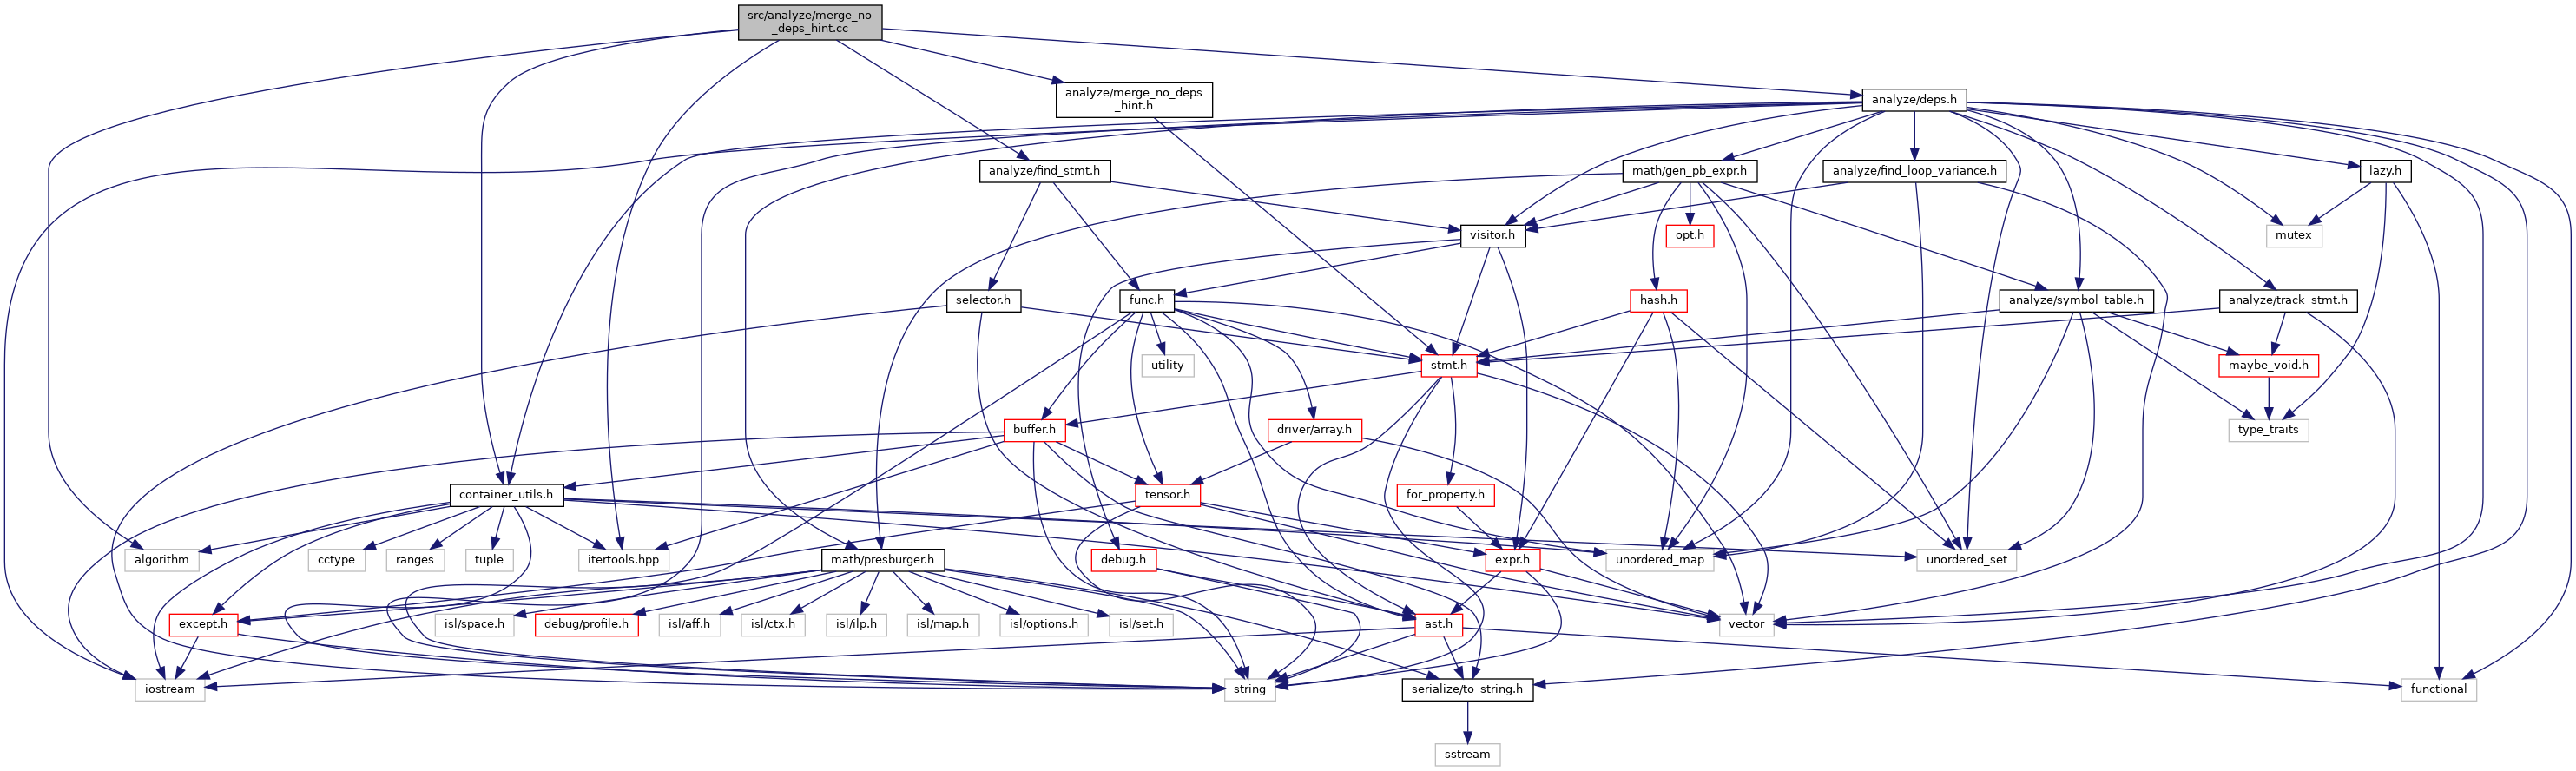 src/analyze/merge_no
_deps_hint.cc
analyze/merge_no_deps
_hint.h
analyze/deps.h
analyze/find_stmt.h
math/gen_pb_expr.h
analyze/find_loop_variance.h
lazy.h
visitor.h
opt.h
mutex
selector.h
func.h
hash.h
analyze/symbol_table.h
analyze/track_stmt.h
utility
stmt.h
maybe_void.h
buffer.h
driver/array.h
type_traits
container_utils.h
tensor.h
for_property.h
algorithm
cctype
ranges
tuple
itertools.hpp
math/presburger.h
debug.h
expr.h
unordered_map
unordered_set
except.h
isl/space.h
debug/profile.h
isl/aff.h
isl/ctx.h
isl/ilp.h
isl/map.h
isl/options.h
isl/set.h
ast.h
vector
iostream
string
serialize/to_string.h
functional
sstream